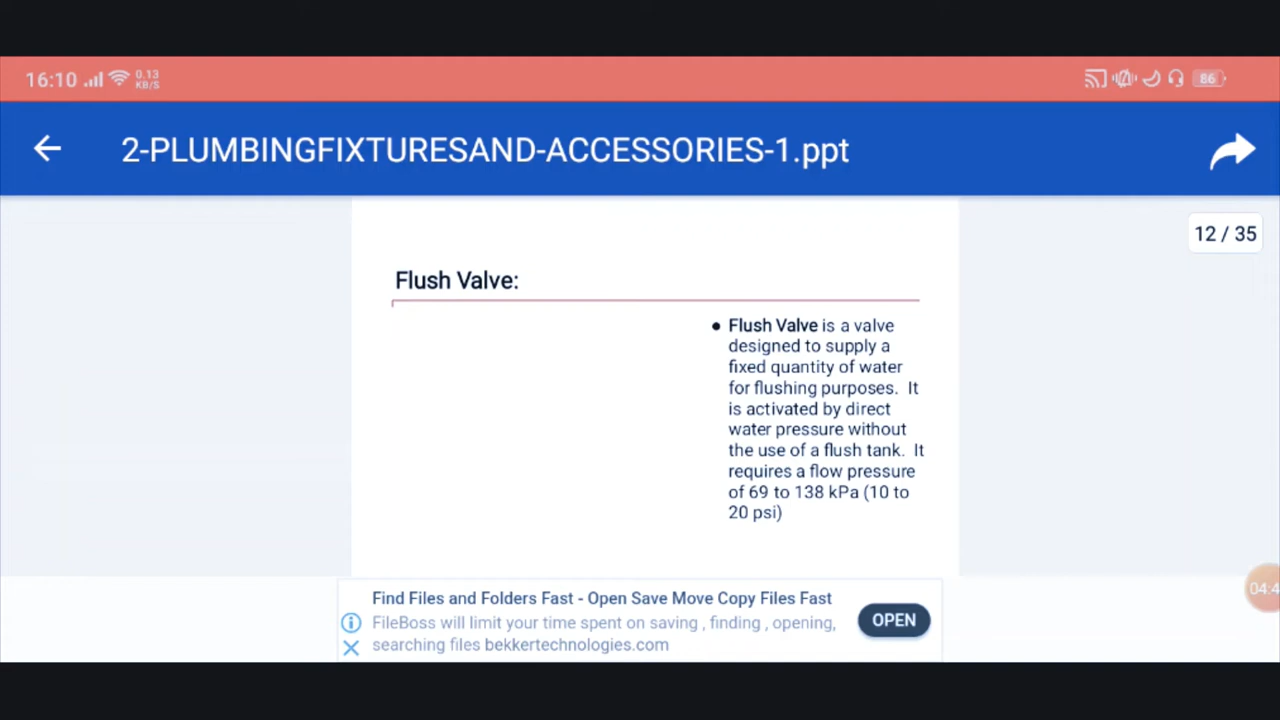 16:10 0.13 KB/S 86
2-PLUMBINGFIXTURESAND-ACCESSORIES-1.ppt
12 / 35
Flush Valve:
● Flush Valve is a valve
designed to supply a
fixed quantity of water
for flushing purposes. It
is activated by direct
water pressure without
the use of a flush tank. It
requires a flow pressure
of 69 to 138 kPa (10 to
20 psi)
Find Files and Folders Fast - Open Save Move Copy Files Fast
FileBoss will limit your time spent on saving , finding , opening,
searching files bekkertechnologies.com
OPEN